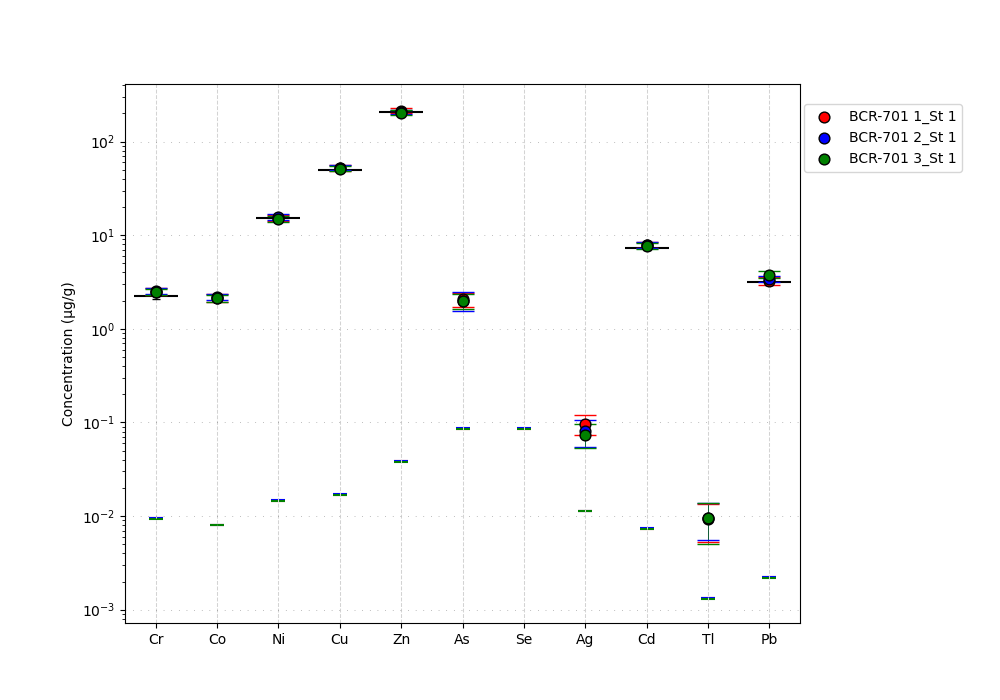 BCR-701 1_St 1
BCR-701 2_St 1
BCR-701 3_St 1
Concentration (µg/g)
10²
10¹
10⁰
10⁻¹
10⁻²
10⁻³
Cr Co Ni Cu Zn As Se Ag Cd Tl Pb